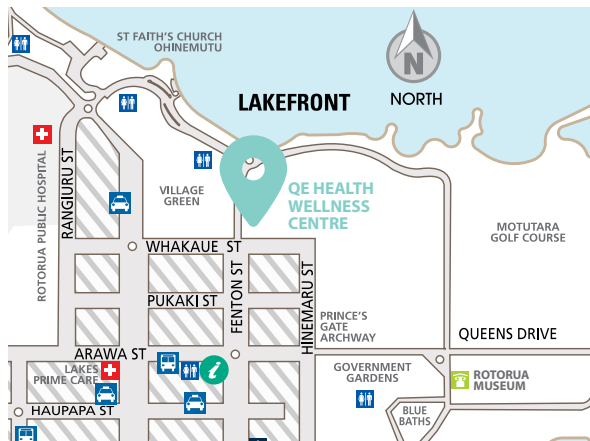 ST FAITH'S CHURCH
OHINEMUTU
LAKEFRONT
N
NORTH
ROTORUA PUBLIC HOSPITAL
RANGIURU ST
VILLAGE
GREEN
QE HEALTH
WELLNESS
CENTRE
MOTUTARA
GOLF COURSE
WHAKAUE ST
FENTON ST
HINEMARU ST
PUKAKI ST
PRINCE'S
GATE
ARCHWAY
QUEENS DRIVE
ARAWA ST
LAKES
PRIME CARE
i
GOVERNMENT
GARDENS
ROTORUA
MUSEUM
HAUPAPA ST
BLUE
BATHS